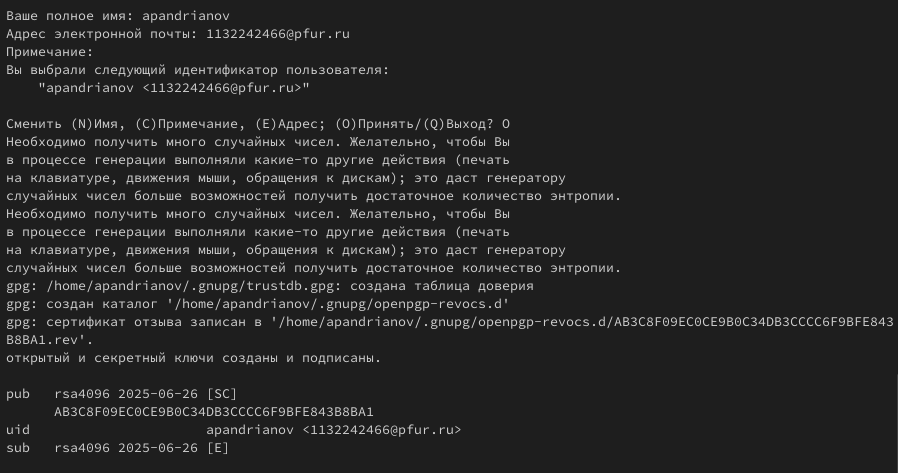 Ваше полное имя: apandrianov
Адрес электронной почты: 1132242466@pfur.ru
Примечание:
Вы выбрали следующий идентификатор пользователя:
    "apandrianov <1132242466@pfur.ru>"

Сменить (N)Имя, (C)Примечание, (E)Адрес; (O)Принять/(Q)Выход? O
Необходимо получить много случайных чисел. Желательно, чтобы Вы
в процессе генерации выполняли какие-то другие действия (печать
на клавиатуре, движения мыши, обращения к дискам); это даст генератору
случайных чисел больше возможностей получить достаточное количество энтропии.
Необходимо получить много случайных чисел. Желательно, чтобы Вы
в процессе генерации выполняли какие-то другие действия (печать
на клавиатуре, движения мыши, обращения к дискам); это даст генератору
случайных чисел больше возможностей получить достаточное количество энтропии.
gpg: /home/apandrianov/.gnupg/trustdb.gpg: создана таблица доверия
gpg: создан каталог '/home/apandrianov/.gnupg/openpgp-revocs.d'
gpg: сертификат отзыва записан в '/home/apandrianov/.gnupg/openpgp-revocs.d/AB3C8F09EC0CE9B0C34DB3CCCC6F9BFE843
B8BA1.rev'.
открытый и секретный ключи созданы и подписаны.

pub   rsa4096 2025-06-26 [SC]
      AB3C8F09EC0CE9B0C34DB3CCCC6F9BFE843B8BA1
uid                      apandrianov <1132242466@pfur.ru>
sub   rsa4096 2025-06-26 [E]